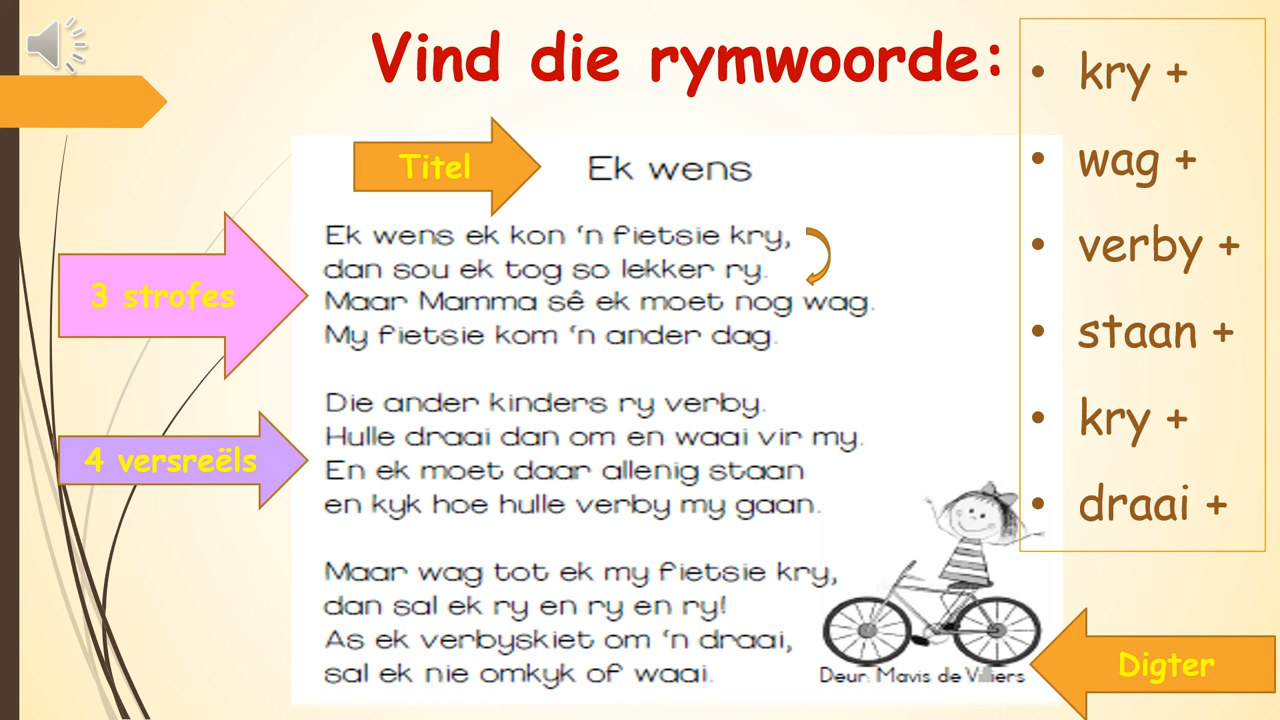 Vind die rymwoorde:
Titel
Ek wens
3 strofes
Ek wens ek kon ‘n fietsie kry,
dan sou ek tog so lekker ry.
Maar Mamma sê ek moet nog wag.
My fietsie kom ‘n ander dag.
4 versreëls
Die ander kinders ry verby.
Hulle draai dan om en waai vir my.
En ek moet daar allenig staan
en kyk hoe hulle verby my gaan.
Maar wag tot ek my fietsie kry,
dan sal ek ry en ry en ry!
As ek verbyskiet om ‘n draai,
sal ek nie omkyk of waai.
Deur: Mavis de Villiers
Digter
• kry +
• wag +
• verby +
• staan +
• kry +
• draai +